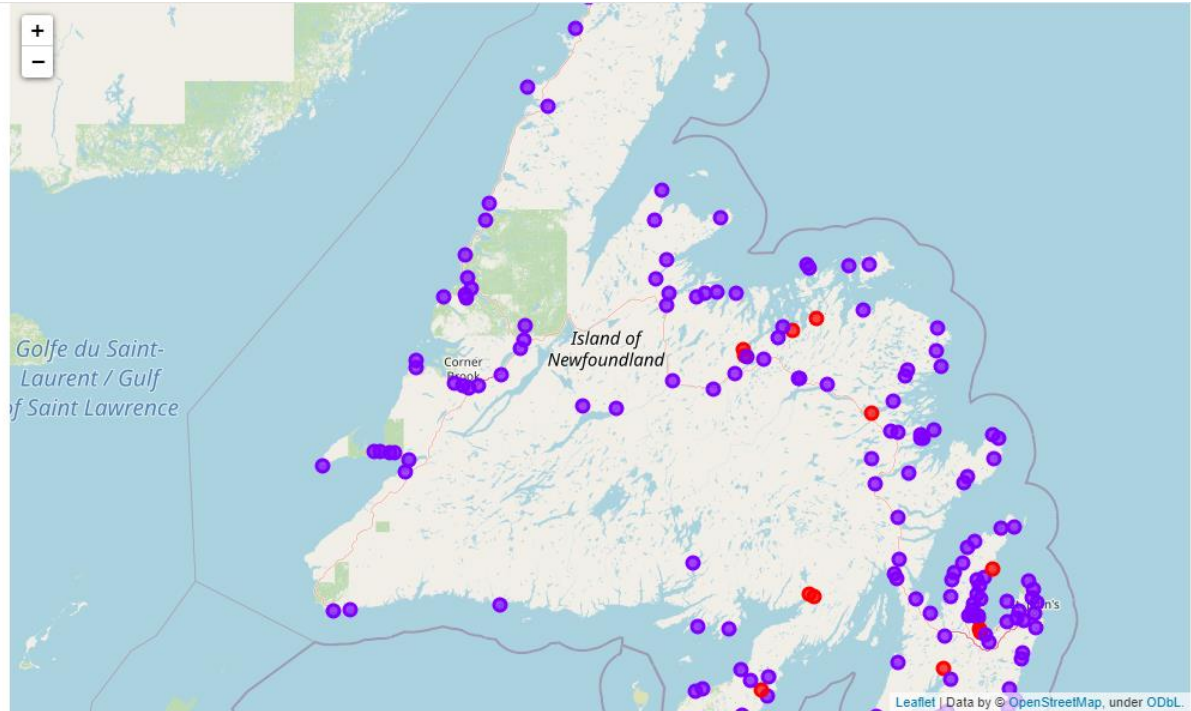 +
−
Island of
Newfoundland
Golfe du Saint-
Laurent / Gulf
of Saint Lawrence
Corner
Brook
Leaflet | Data by © OpenStreetMap, under ODbL.